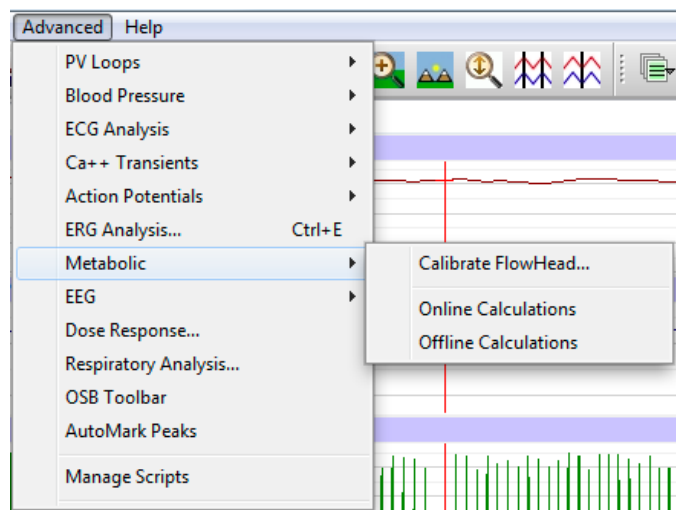 Advanced Help
PV Loops
Blood Pressure
ECG Analysis
Ca++ Transients
Action Potentials
ERG Analysis... Ctrl+E
Metabolic
Calibrate FlowHead...
EEG
Online Calculations
Dose Response...
Offline Calculations
Respiratory Analysis...
OSB Toolbar
AutoMark Peaks
Manage Scripts